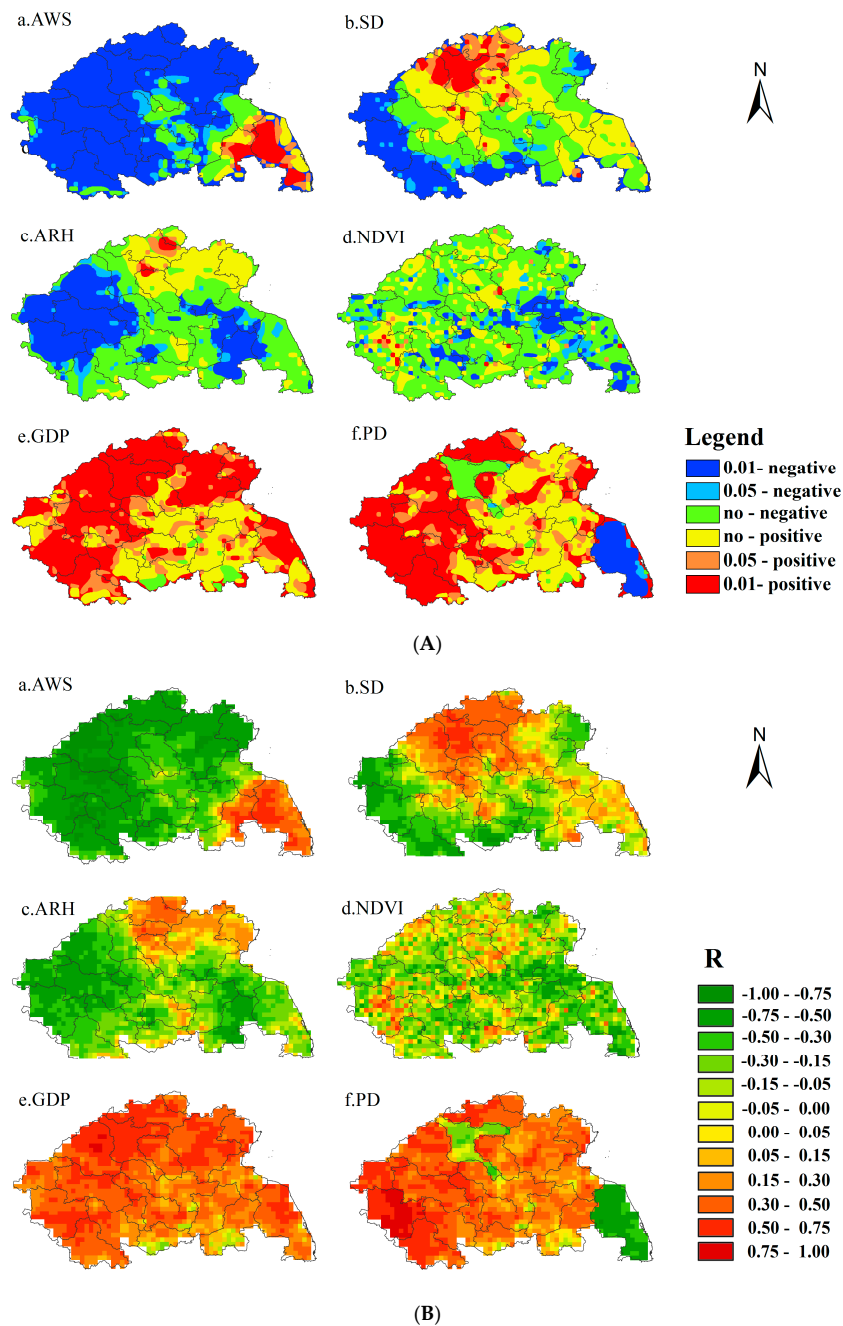 a.AWS
b.SD
N
c.ARH
d.NDVI
e.GDP
f.PD
Legend
0.01- negative
0.05 - negative
no - negative
no - positive
0.05 - positive
0.01- positive
(A)
a.AWS
b.SD
N
c.ARH
d.NDVI
e.GDP
f.PD
R
-1.00 - -0.75
-0.75 - -0.50
-0.50 - -0.30
-0.30 - -0.15
-0.15 - -0.05
-0.05 - 0.00
0.00 - 0.05
0.05 - 0.15
0.15 - 0.30
0.30 - 0.50
0.50 - 0.75
0.75 - 1.00
(B)